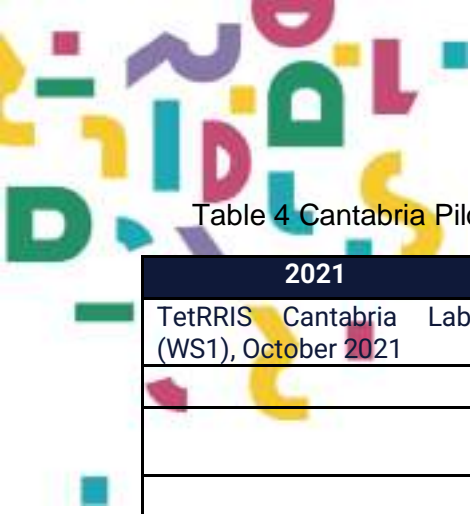 Table 4 Cantabria Pilo
2021
TetRRIS Cantabria Lab
(WS1), October 2021